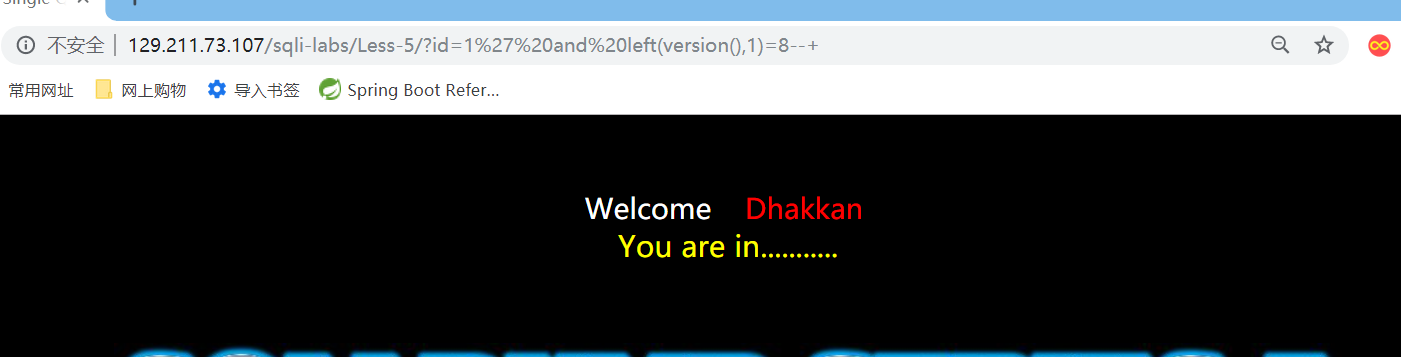 不安全 | 129.211.73.107/sqli-labs/Less-5/?id=1%27%20and%20left(version(),1)=8--+
常用网址 网上购物 导入书签 Spring Boot Refer...
Welcome Dhakkan
You are in...........